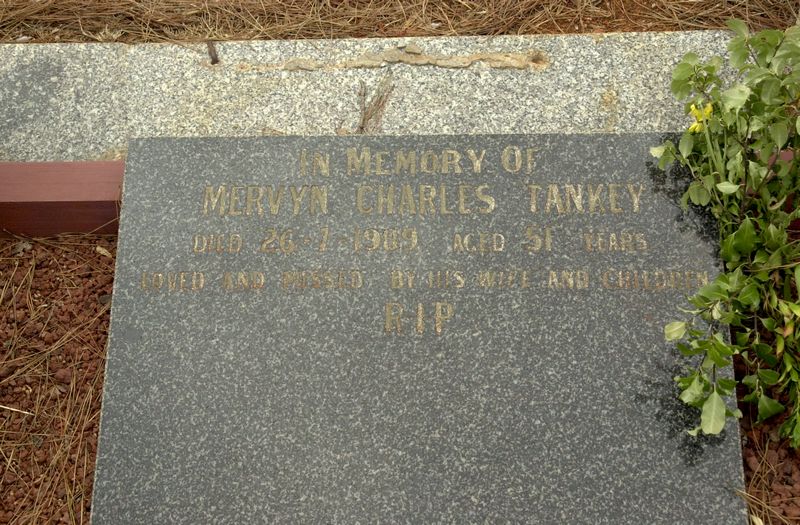 IN MEMORY OF
MERVYN CHARLES TANKEY
DIED 26-7-1989 AGED 51 YEARS
LOVED AND MISSED BY HIS WIFE AND CHILDREN
R.I.P